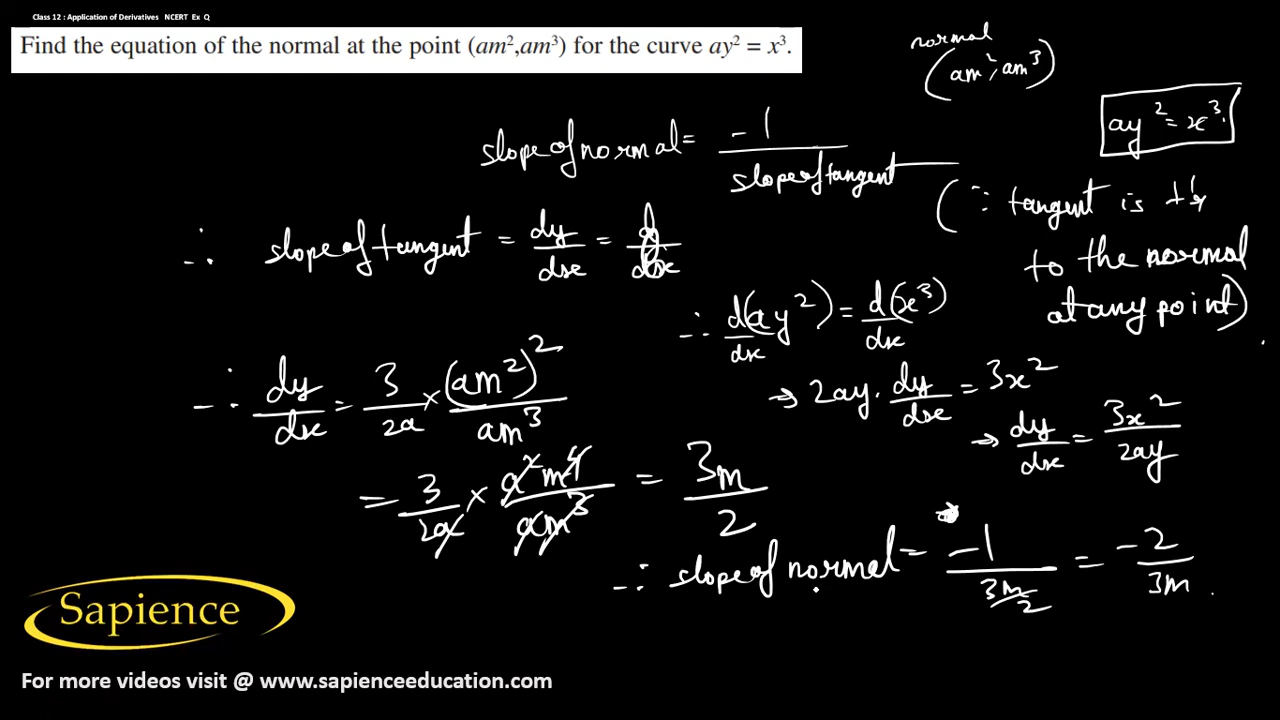 Class 12 : Application of Derivatives NCERT Ex Q
Find the equation of the normal at the point (am²,am³) for the curve ay² = x³.
normal
(am², am³)
ay² = x³.
slope of normal = -1 / slope of tangent
(∵ tangent is ⊥r
to the normal
at any point)
∴ slope of tangent = dy/dx = d/dx
∴ d(ay²)/dx = d(x³)/dx
→ 2ay. dy/dx = 3x²
→ dy/dx = 3x²/2ay
∴ dy/dx = 3/2a × (am²)²/am³
= 3/2a × a²m⁴/am³ = 3m/2
∴ slope of normal = -1/(3m/2) = -2/3m .
Sapience
For more videos visit @ www.sapienceeducation.com